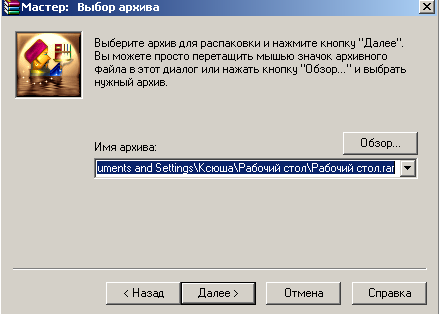 Мастер: Выбор архива
Выберите архив для распаковки и нажмите кнопку "Далее".
Вы можете просто перетащить мышью значок архивного
файла в этот диалог или нажать кнопку "Обзор..." и выбрать
нужный архив.
Обзор...
Имя архива:
uments and Settings\Ксюша\Рабочий стол\Рабочий стол.rar
< Назад Далее > Отмена Справка